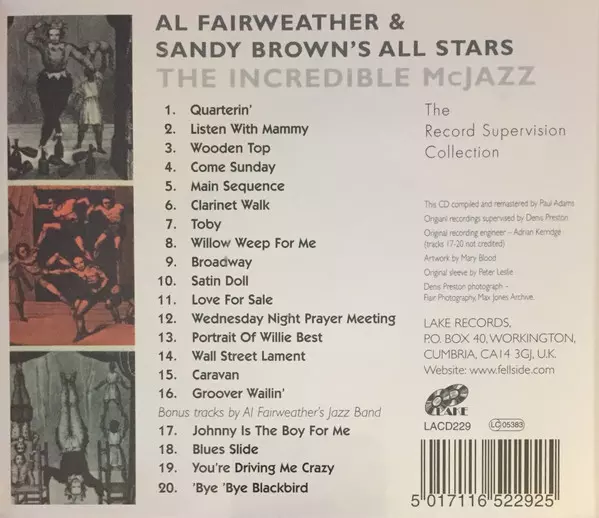 AL FAIRWEATHER &
SANDY BROWN'S ALL STARS
THE INCREDIBLE McJAZZ
1. Quarterin'
2. Listen With Mammy
3. Wooden Top
4. Come Sunday
5. Main Sequence
6. Clarinet Walk
7. Toby
8. Willow Weep For Me
9. Broadway
10. Satin Doll
11. Love For Sale
12. Wednesday Night Prayer Meeting
13. Portrait Of Willie Best
14. Wall Street Lament
15. Caravan
16. Groover Wailin'
Bonus tracks by Al Fairweather's Jazz Band
17. Johnny Is The Boy For Me
18. Blues Slide
19. You're Driving Me Crazy
20. 'Bye 'Bye Blackbird
The
Record Supervision
Collection
This CD compiled and remastered by Paul Adams
Origianl recordings supervised by Denis Preston
Original recording engineer – Adrian Kerridge
(tracks 17-20 not credited)
Artwork by Mary Blood
Original sleeve by Peter Leslie
Denis Preston photograph –
Flair Photography, Max Jones Archive.
LAKE RECORDS,
P.O. BOX 40, WORKINGTON,
CUMBRIA, CA14 3GJ, U.K.
Website: www.fellside.com
LAKE
LACD229
LC 05383
5 017116 522925